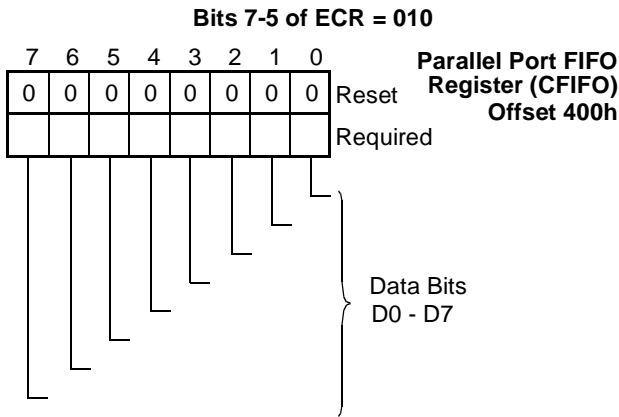 Bits 7-5 of ECR = 010
7 6 5 4 3 2 1 0
Parallel Port FIFO
Register (CFIFO)
Offset 400h
0 0 0 0 0 0 0 0 Reset
Required
Data Bits
D0 - D7